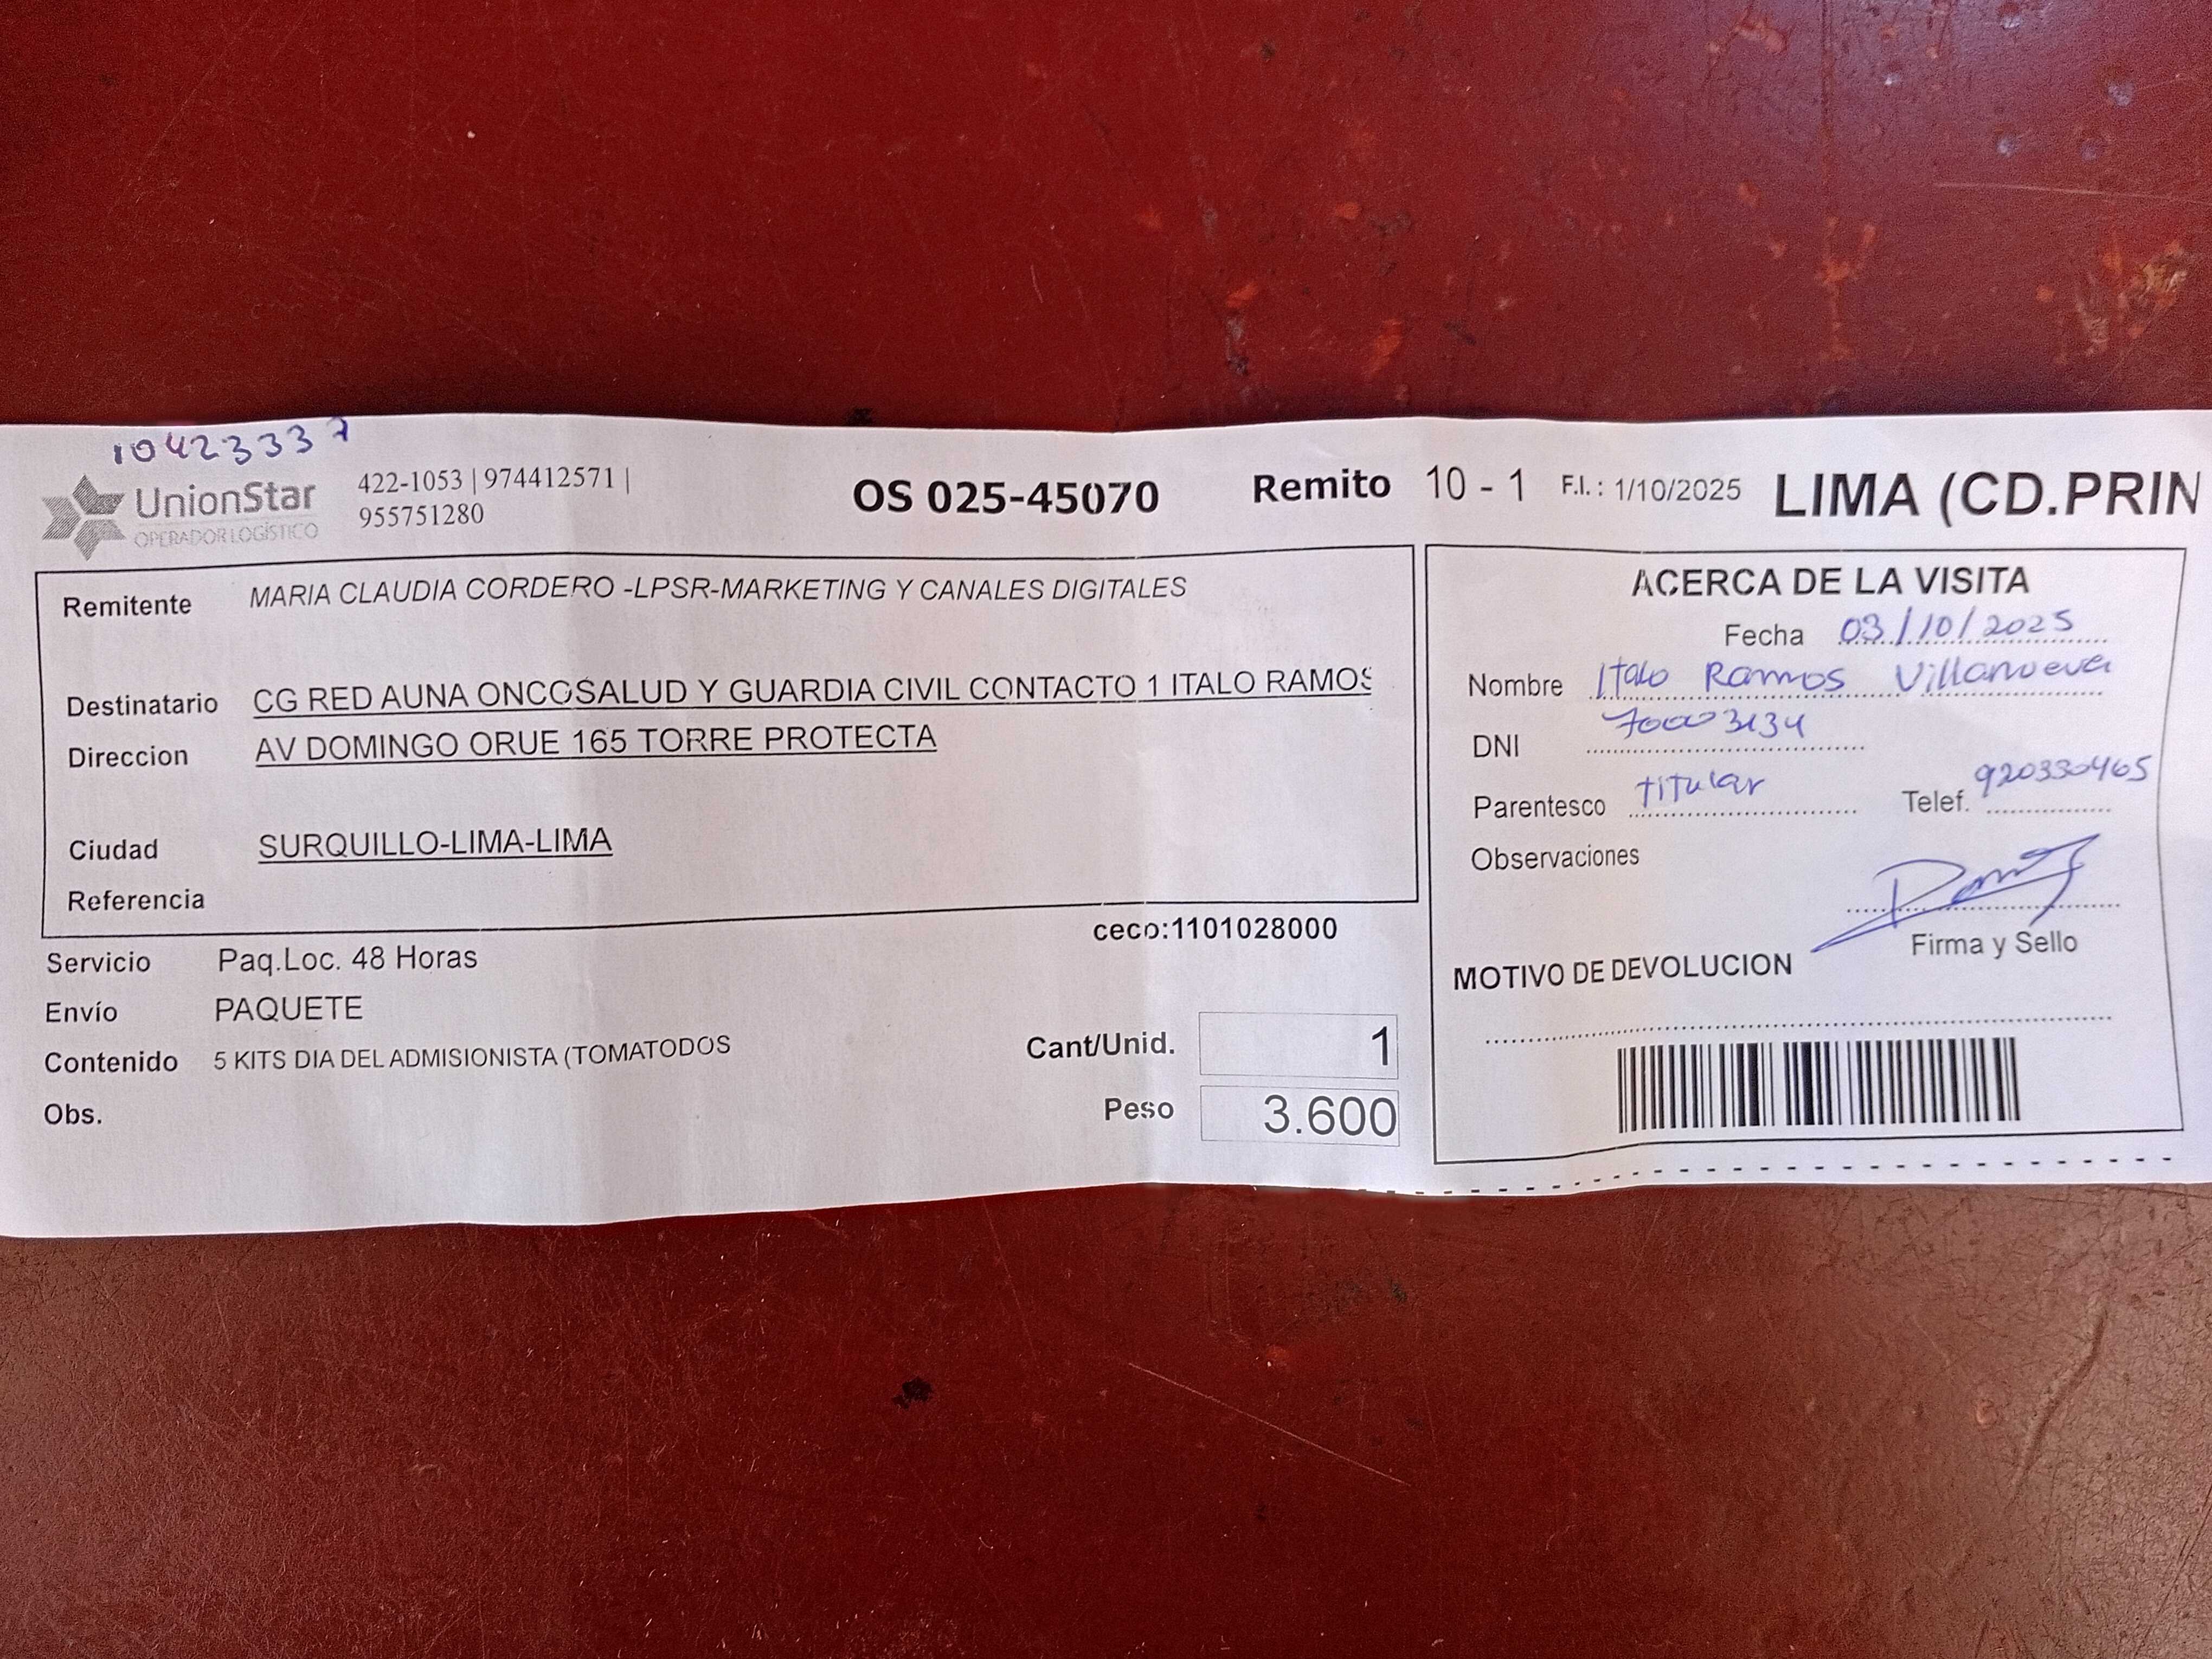 10423337
UnionStar
OPERADOR LOGÍSTICO
422-1053 | 974412571 |
955751280
OS 025-45070
Remito 10 - 1
F.I. : 1/10/2025
LIMA (CD.PRIN
Remitente MARIA CLAUDIA CORDERO -LPSR-MARKETING Y CANALES DIGITALES
Destinatario CG RED AUNA ONCOSALUD Y GUARDIA CIVIL CONTACTO 1 ITALO RAMOS
Direccion AV DOMINGO ORUE 165 TORRE PROTECTA
Ciudad SURQUILLO-LIMA-LIMA
Referencia
ceco:1101028000
Servicio Paq.Loc. 48 Horas
Envío PAQUETE
Contenido 5 KITS DIA DEL ADMISIONISTA (TOMATODOS
Obs.
Cant/Unid. 1
Peso 3.600
ACERCA DE LA VISITA
Fecha 03/10/2025
Nombre Italo Ramos Villanueva
DNI 70003134
Parentesco titular
Telef. 920330465
Observaciones
Firma y Sello
MOTIVO DE DEVOLUCION